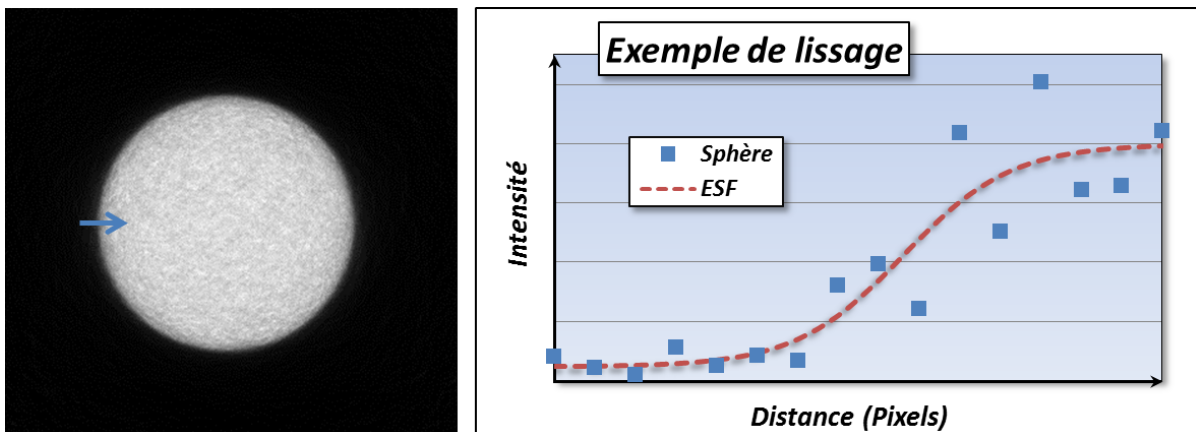 Exemple de lissage
Sphère
ESF
Intensité
Distance (Pixels)